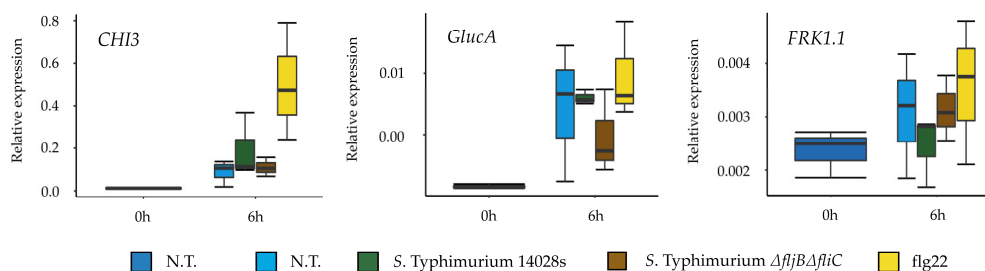 CHI3
Relative expression
0.8
0.6
0.4
0.2
0.0
0h 6h
GlucA
Relative expression
0.01
0.00
0h 6h
FRK1.1
Relative expression
0.004
0.003
0.002
0h 6h
N.T. N.T. S. Typhimurium 14028s S. Typhimurium ΔfljBΔfliC flg22